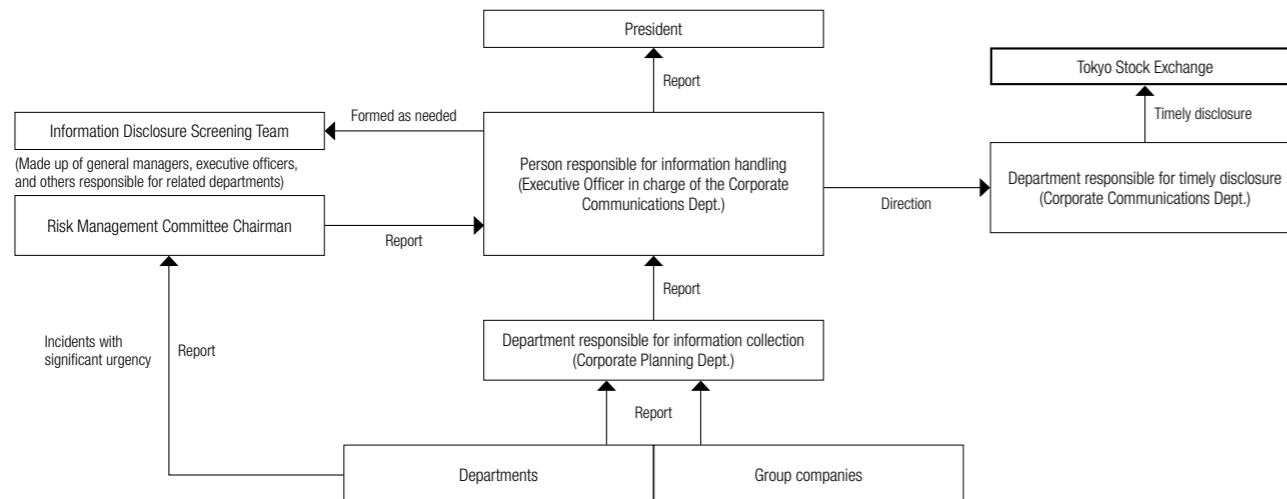 President
Report
Tokyo Stock Exchange
Formed as needed
Timely disclosure
Information Disclosure Screening Team
(Made up of general managers, executive officers,
and others responsible for related departments)
Person responsible for information handling
(Executive Officer in charge of the Corporate
Communications Dept.)
Department responsible for timely disclosure
(Corporate Communications Dept.)
Direction
Risk Management Committee Chairman
Report
Report
Incidents with
significant urgency
Report
Department responsible for information collection
(Corporate Planning Dept.)
Report
Departments
Group companies